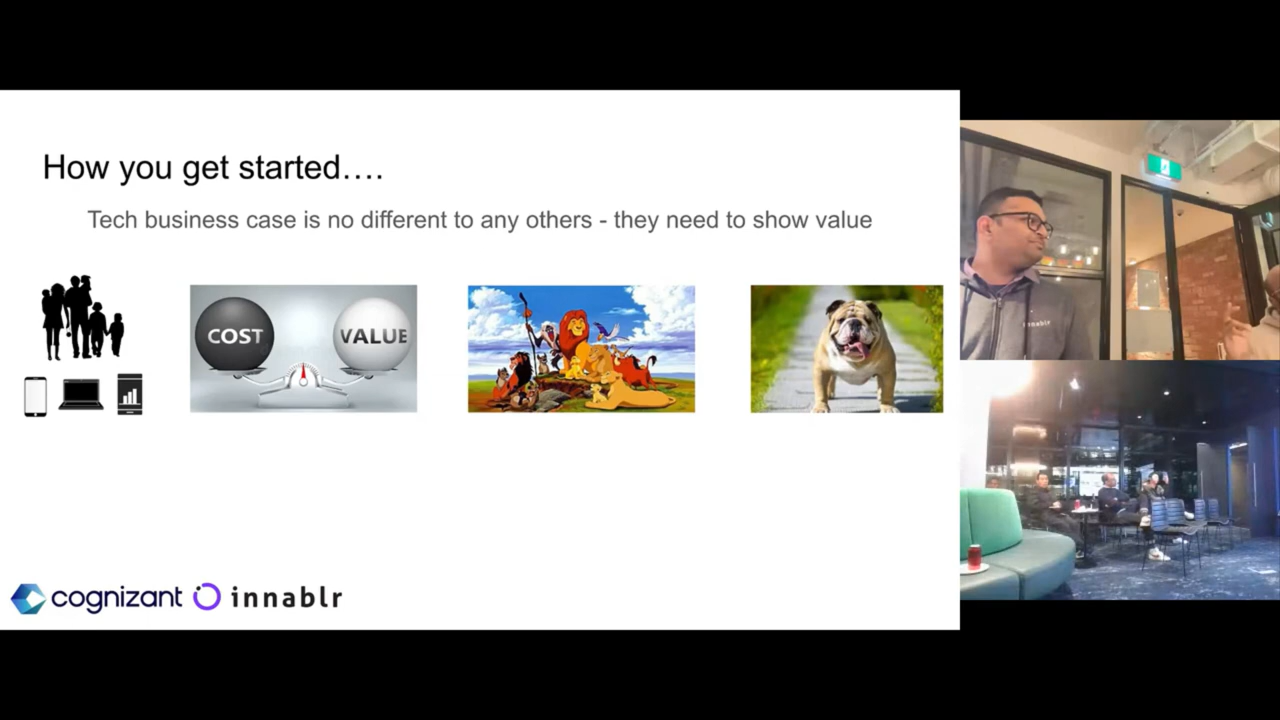 How you get started....
Tech business case is no different to any others - they need to show value
COST
VALUE
cognizant
innablr
innablr